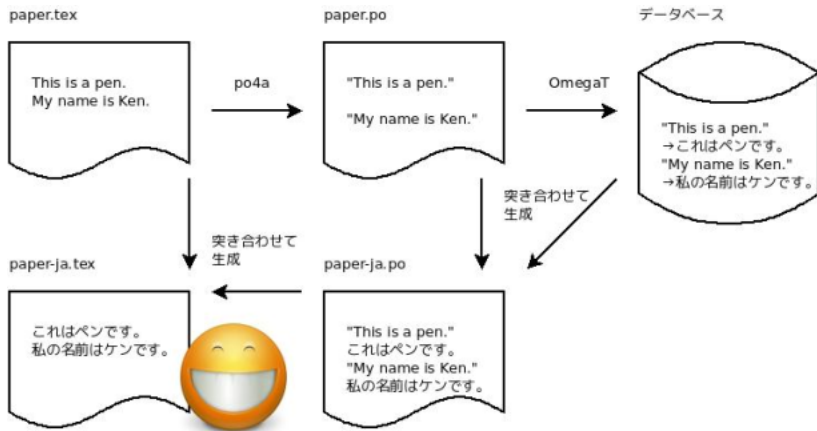 paper.tex
This is a pen.
My name is Ken.
po4a
paper.po
"This is a pen."
"My name is Ken."
OmegaT
データベース
"This is a pen."
→これはペンです。
"My name is Ken."
→私の名前はケンです。
突き合わせて
生成
突き合わせて
生成
paper-ja.tex
これはペンです。
私の名前はケンです。
paper-ja.po
"This is a pen."
これはペンです。
"My name is Ken."
私の名前はケンです。